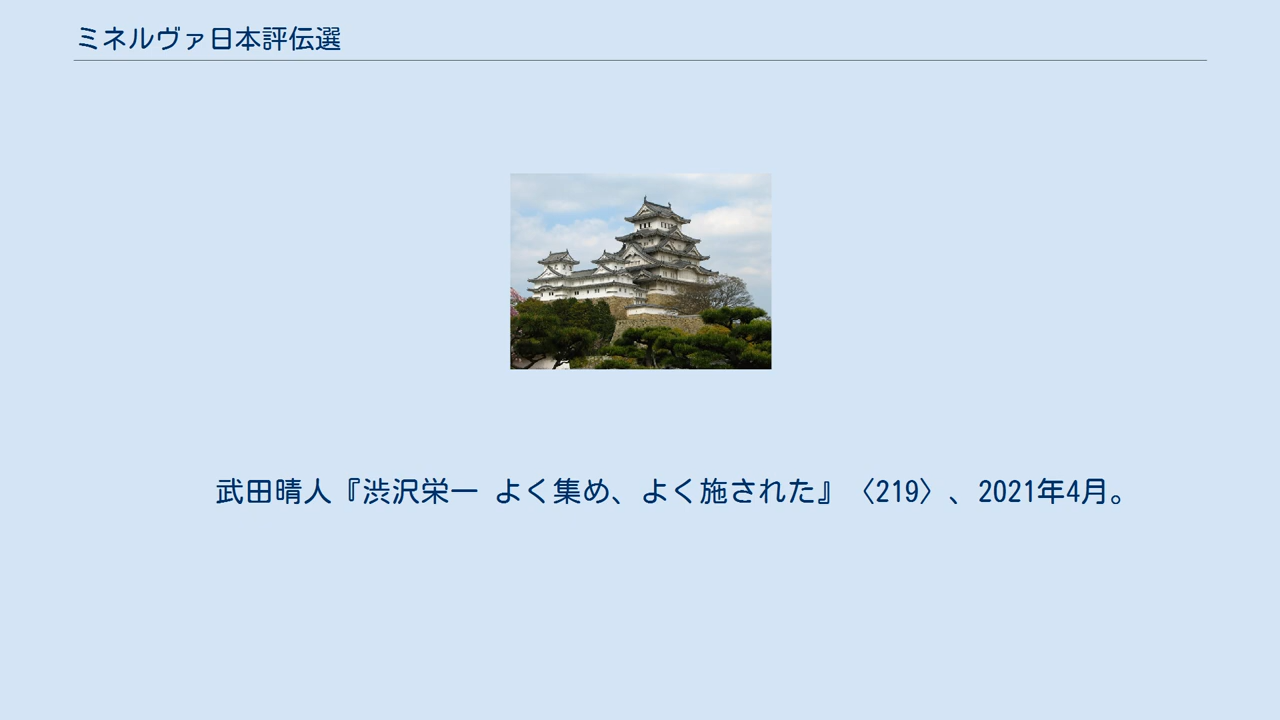 ミネルヴァ日本評伝選
武田晴人『渋沢栄一 よく集め、よく施された』〈219〉、2021年4月。